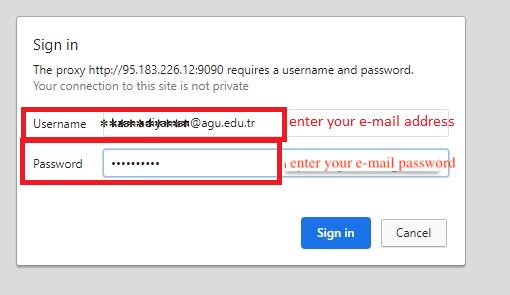 Sign in
The proxy http://95.183.226.12:9090 requires a username and password.
Your connection to this site is not private
Username @agu.edu.tr enter your e-mail address
Password •••••••••• enter your e-mail password
Sign in Cancel